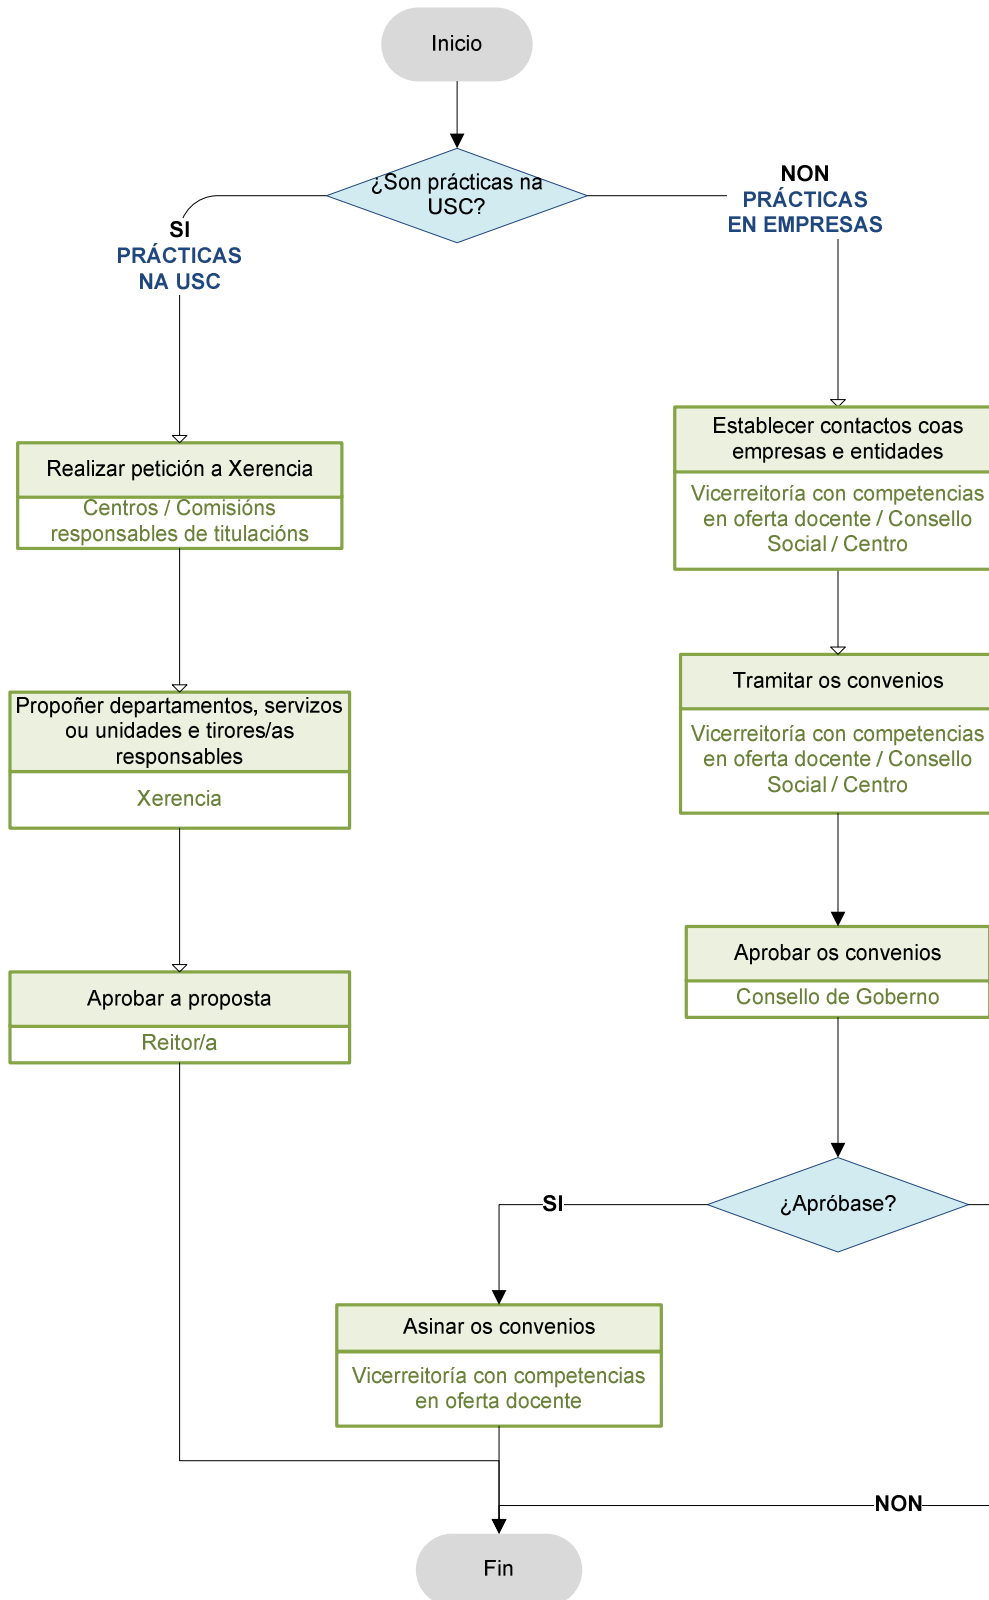 Inicio
¿Son prácticas na
USC?
SI
PRÁCTICAS
NA USC
NON
PRÁCTICAS
EN EMPRESAS
Realizar petición a Xerencia
Centros / Comisións
responsables de titulacións
Propoñer departamentos, servizos
ou unidades e tirores/as
responsables
Xerencia
Aprobar a proposta
Reitor/a
Establecer contactos coas
empresas e entidades
Vicerreitoría con competencias
en oferta docente / Consello
Social / Centro
Tramitar os convenios
Vicerreitoría con competencias
en oferta docente / Consello
Social / Centro
Aprobar os convenios
Consello de Goberno
¿Apróbase?
SI
Asinar os convenios
Vicerreitoría con competencias
en oferta docente
NON
Fin